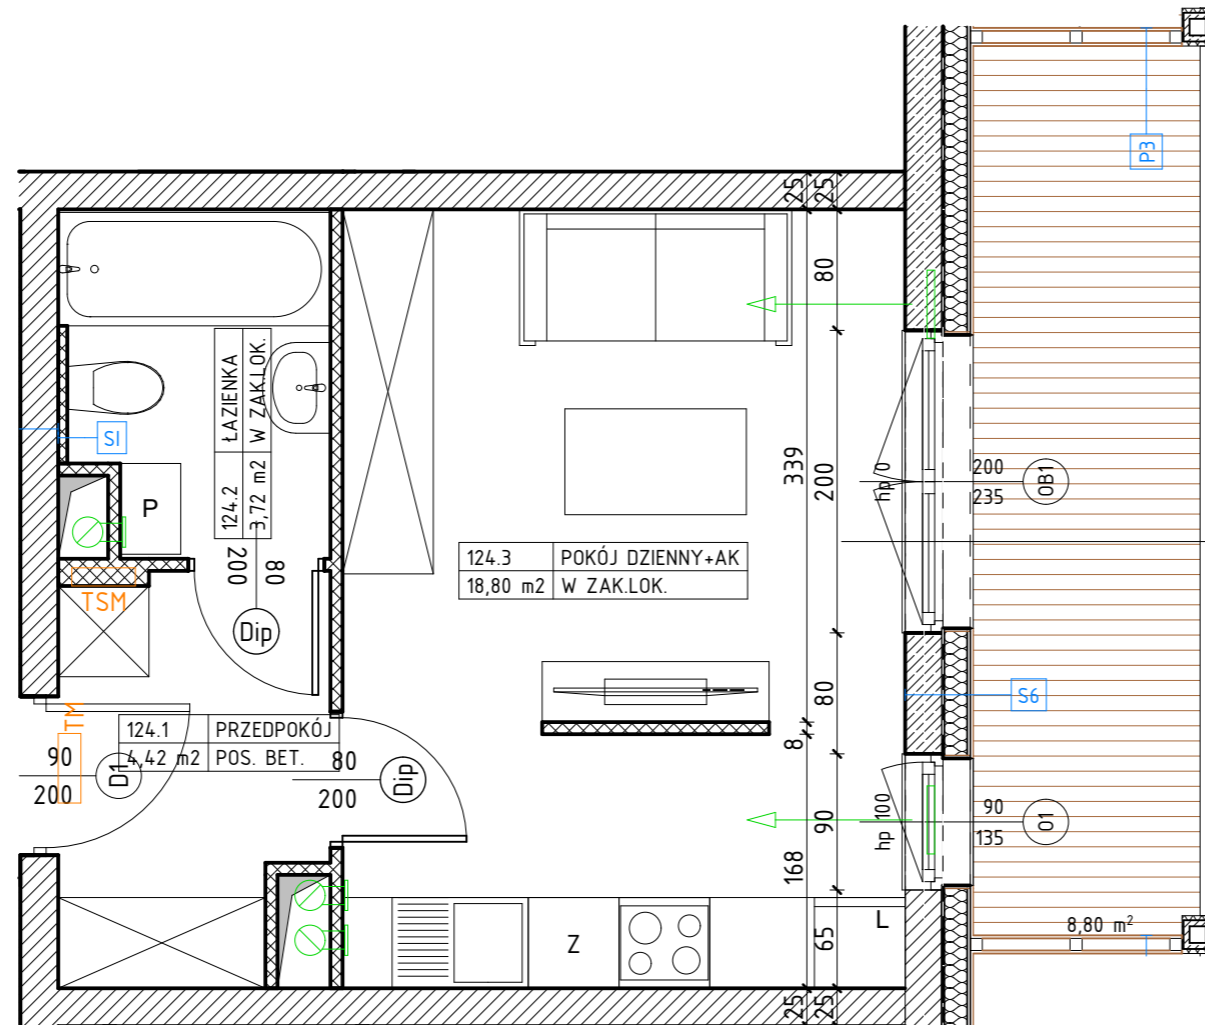 25
25
P3
80
124.2
ŁAZIENKA
3,72 m2
W ZAK.LOK.
SI
P
339
200
hp 0
200
235
OB1
200
80
Dip
124.3
POKÓJ DZIENNY+AK
18,80 m2
W ZAK.LOK.
TSM
80
S6
TM
124.1
PRZEDPOKÓJ
4,42 m2
POS. BET.
8
90
200
D1
80
200
Dip
90
hp 100
90
135
O1
168
65
Z
L
8,80 m²
25
25